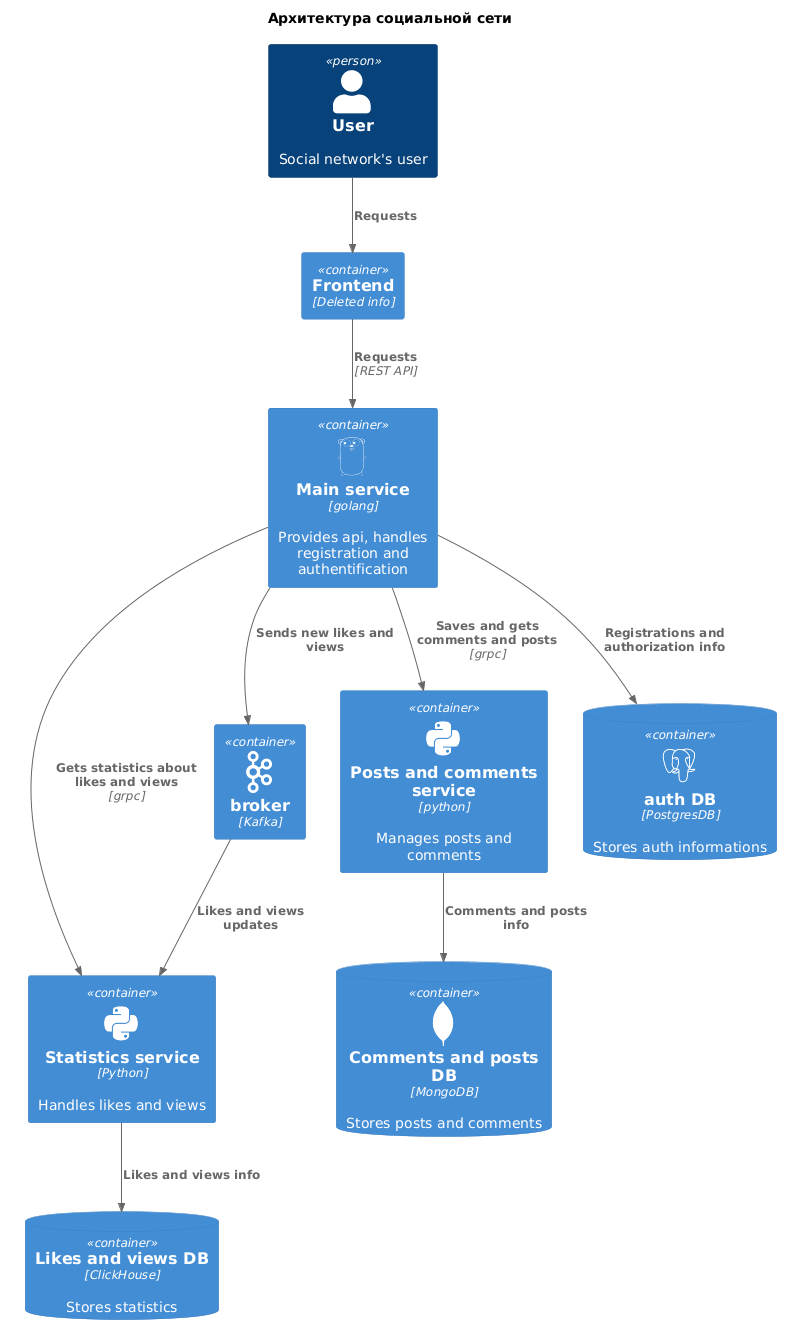 Архитектура социальной сети
«person»
User
Social network's user
Requests
«container»
Frontend
[Deleted info]
Requests
[REST API]
«container»
Main service
[golang]
Provides api, handles
registration and
authentification
Sends new likes and
views
Saves and gets
comments and posts
[grpc]
Registrations and
authorization info
Gets statistics about
likes and views
[grpc]
«container»
broker
[Kafka]
«container»
Posts and comments
service
[python]
Manages posts and
comments
«container»
auth DB
[PostgresDB]
Stores auth informations
Likes and views
updates
Comments and posts
info
«container»
Statistics service
[Python]
Handles likes and views
«container»
Comments and posts
DB
[MongoDB]
Stores posts and comments
Likes and views info
«container»
Likes and views DB
[ClickHouse]
Stores statistics